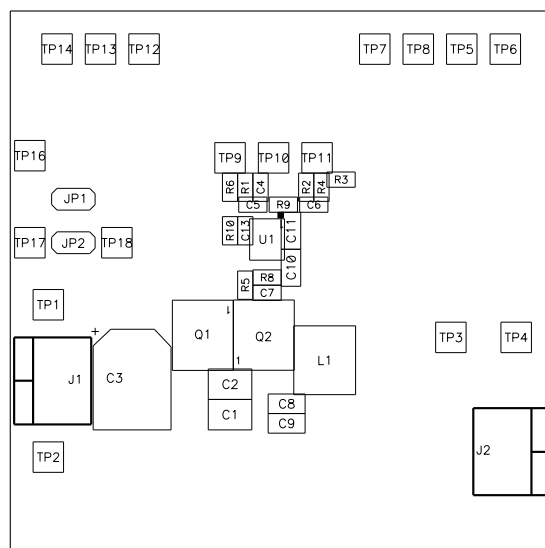 TP14 TP13 TP12 TP7 TP8 TP5 TP6
TP16 TP9 TP10 TP11
R6 R1 C4 R2 R4 R3
JP1 C5 R9 C6
TP17 JP2 TP18 R10 C13 U1 C11
C10
R5 R8
C7
TP1
+ Q1 1 Q2 1 TP3 TP4
J1 C3 L1
C2
C1 C8
C9
TP2 J2